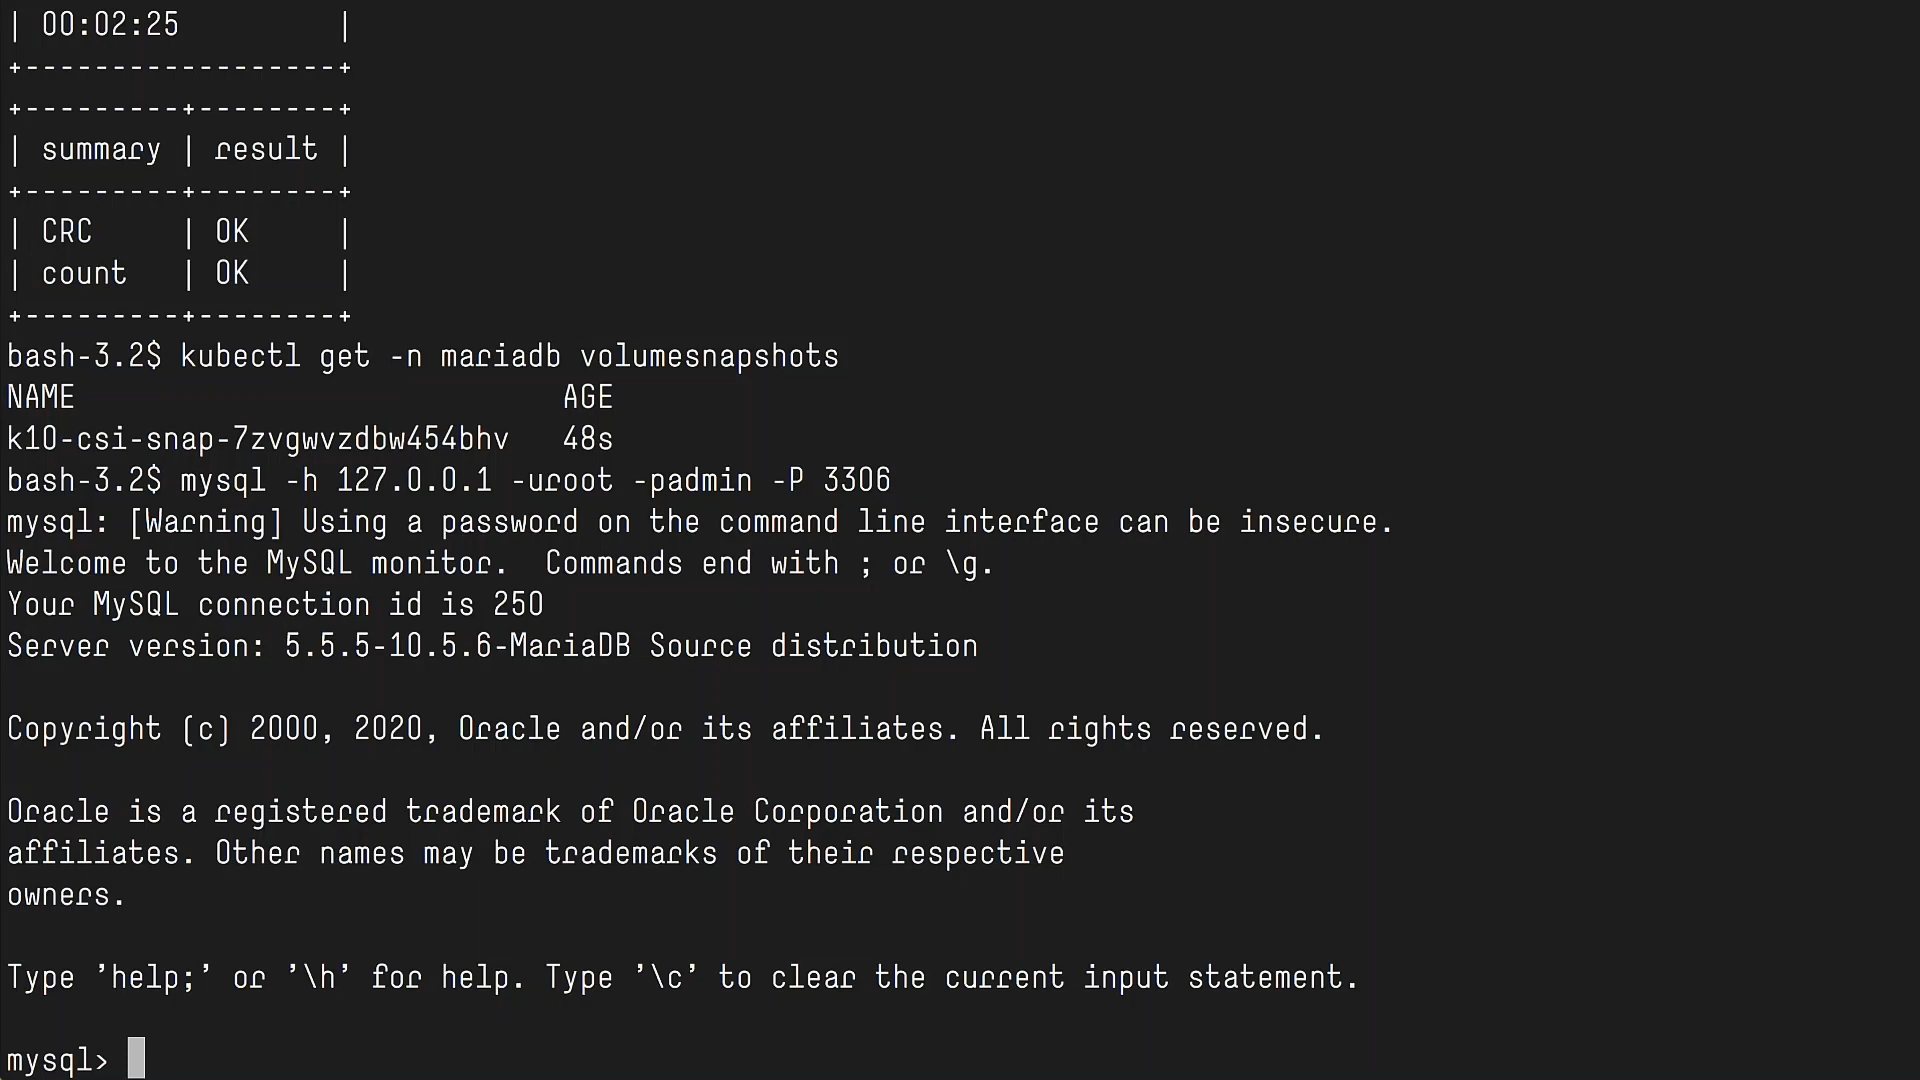 | 00:02:25         |
+------------------+
+---------+--------+
| summary | result |
+---------+--------+
| CRC     | OK     |
| count   | OK     |
+---------+--------+
bash-3.2$ kubectl get -n mariadb volumesnapshots
NAME                            AGE
k10-csi-snap-7zvgwvzdbw454bhv   48s
bash-3.2$ mysql -h 127.0.0.1 -uroot -padmin -P 3306
mysql: [Warning] Using a password on the command line interface can be insecure.
Welcome to the MySQL monitor.  Commands end with ; or \g.
Your MySQL connection id is 250
Server version: 5.5.5-10.5.6-MariaDB Source distribution

Copyright (c) 2000, 2020, Oracle and/or its affiliates. All rights reserved.

Oracle is a registered trademark of Oracle Corporation and/or its
affiliates. Other names may be trademarks of their respective
owners.

Type 'help;' or '\h' for help. Type '\c' to clear the current input statement.

mysql>